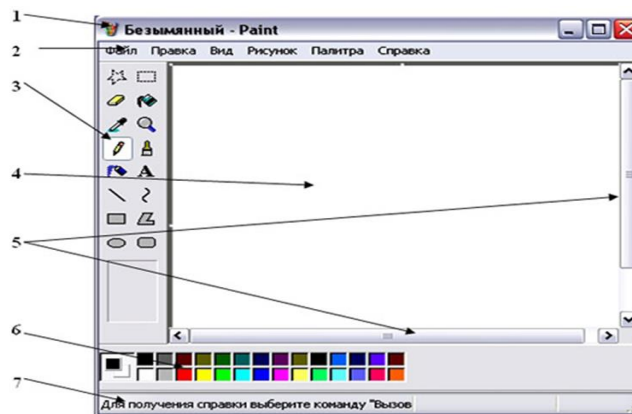 1 Безымянный - Paint
2 Файл Правка Вид Рисунок Палитра Справка
3
A
4
5
6
7 Для получения справки выберите команду "Вызов